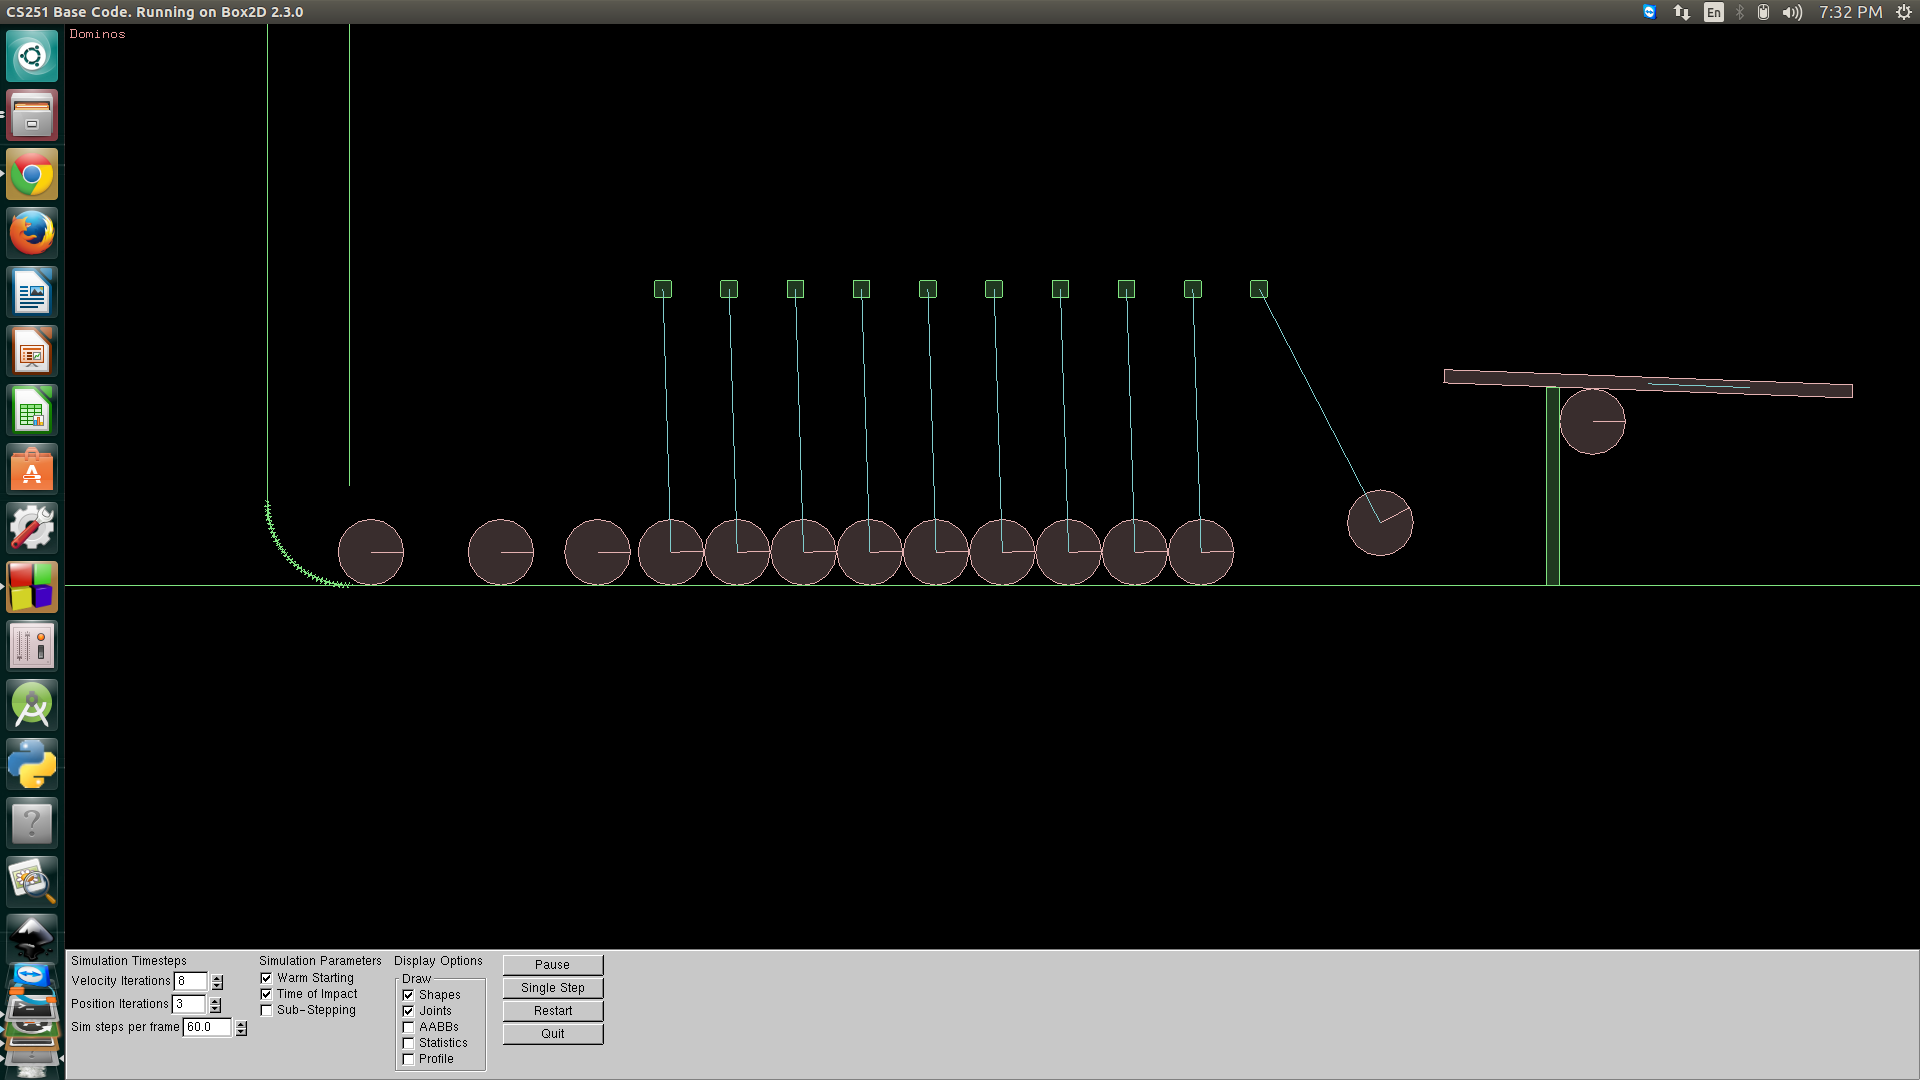 CS251 Base Code. Running on Box2D 2.3.0
En
7:32 PM
Dominos
Simulation Timesteps
Velocity Iterations 8
Position Iterations 3
Sim steps per frame 60.0
Simulation Parameters
Warm Starting
Time of Impact
Sub-Stepping
Display Options
Draw
Shapes
Joints
AABBs
Statistics
Profile
Pause
Single Step
Restart
Quit